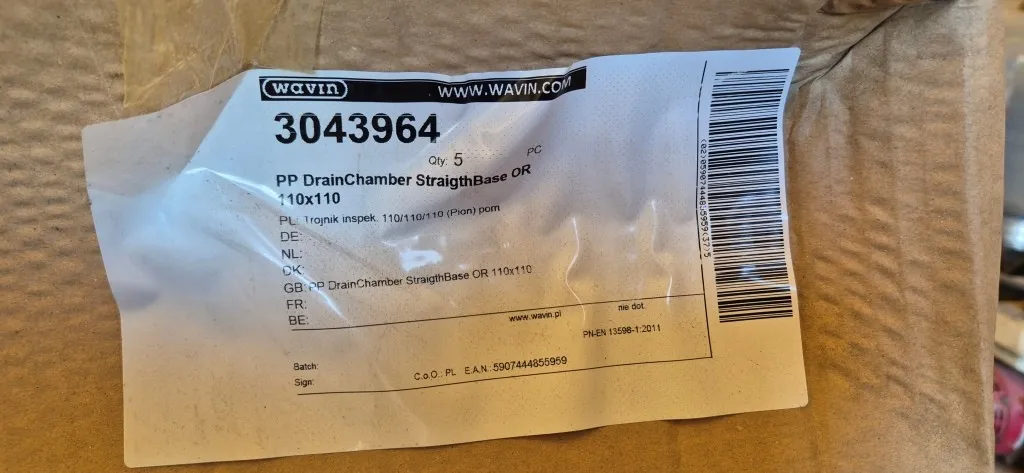 wavin WWW.WAVIN.COM
3043964
Qty: 5 PC
PP DrainChamber StraigthBase OR
110x110
PL: Trojnik inspek. 110/110/110 (Pion) pom
DE:
NL:
DK:
GB: PP DrainChamber StraigthBase OR 110x110
FR:
BE:
www.wavin.pl nie dot.
PN-EN 13598-1:2011
Batch:
Sign: C.o.O.: PL E.A.N.: 5907444855959